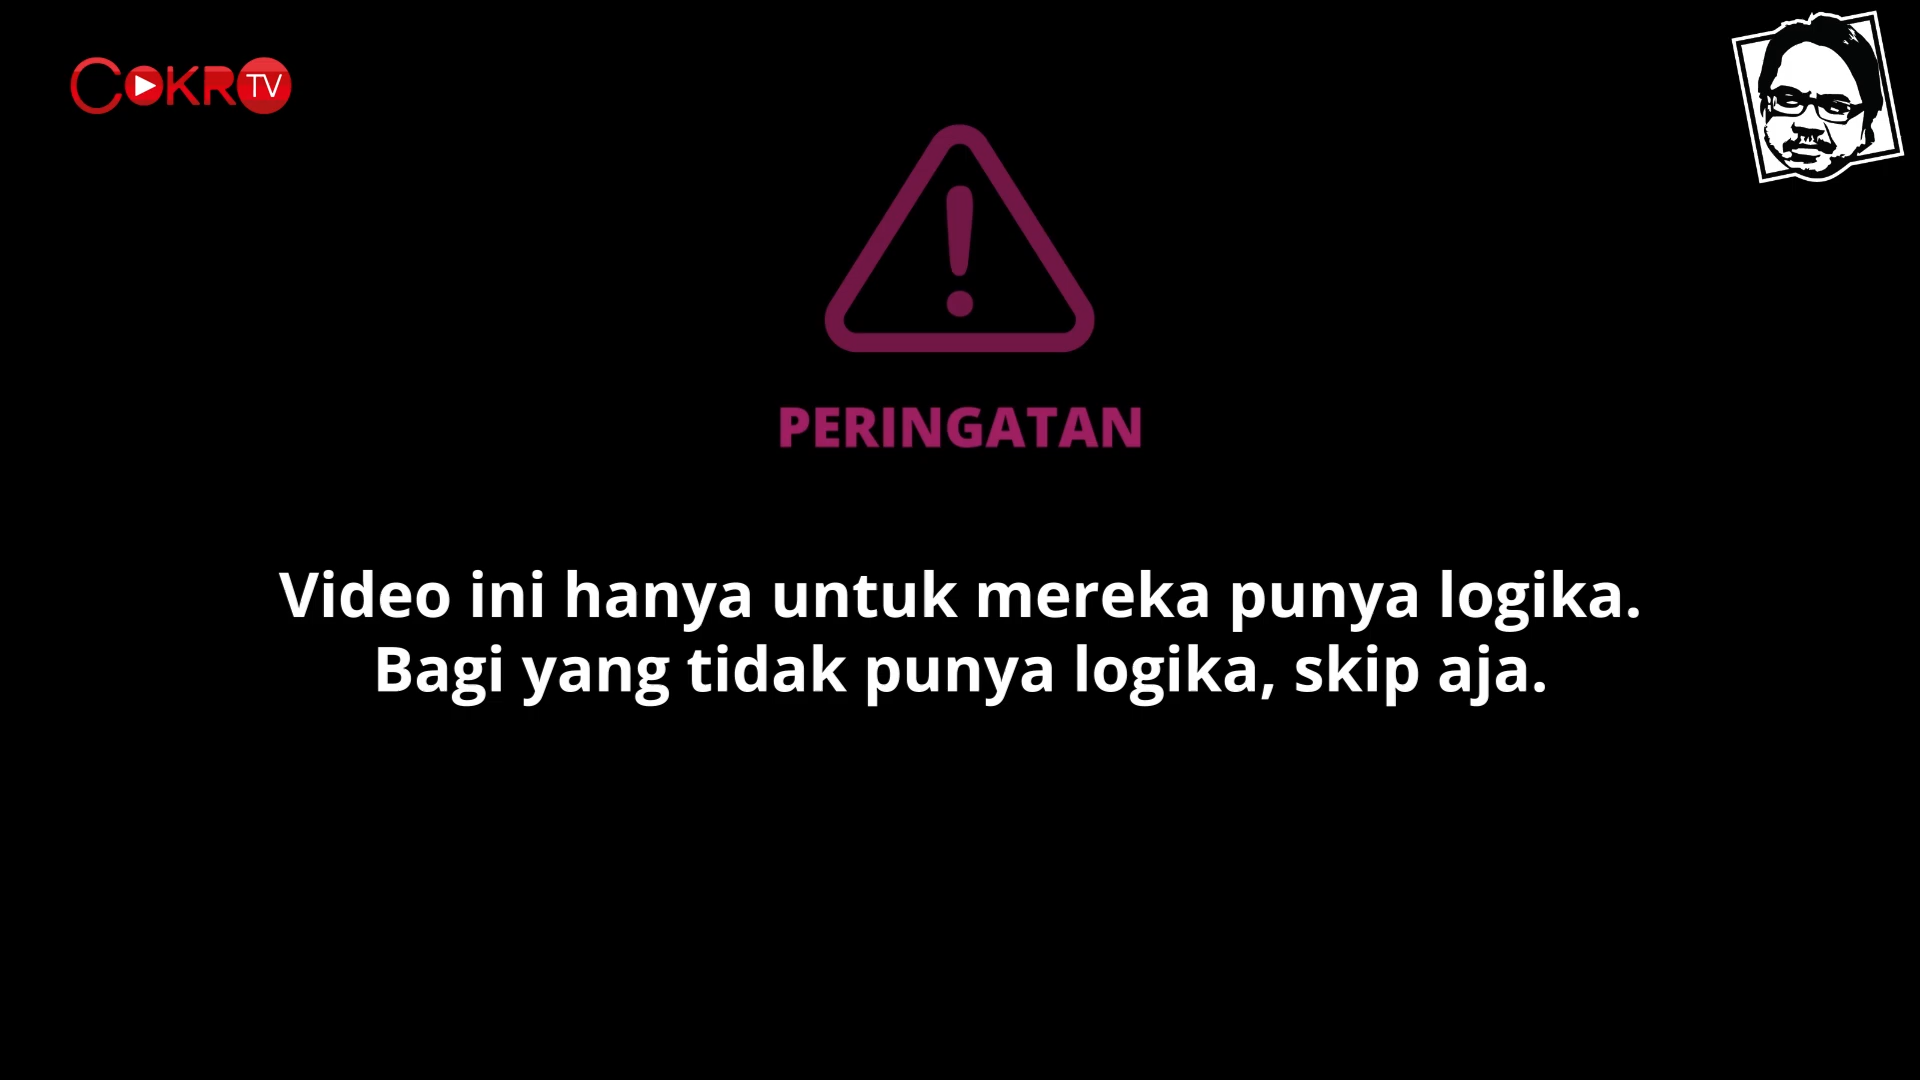 COKRO TV
PERINGATAN
Video ini hanya untuk mereka punya logika.
Bagi yang tidak punya logika, skip aja.